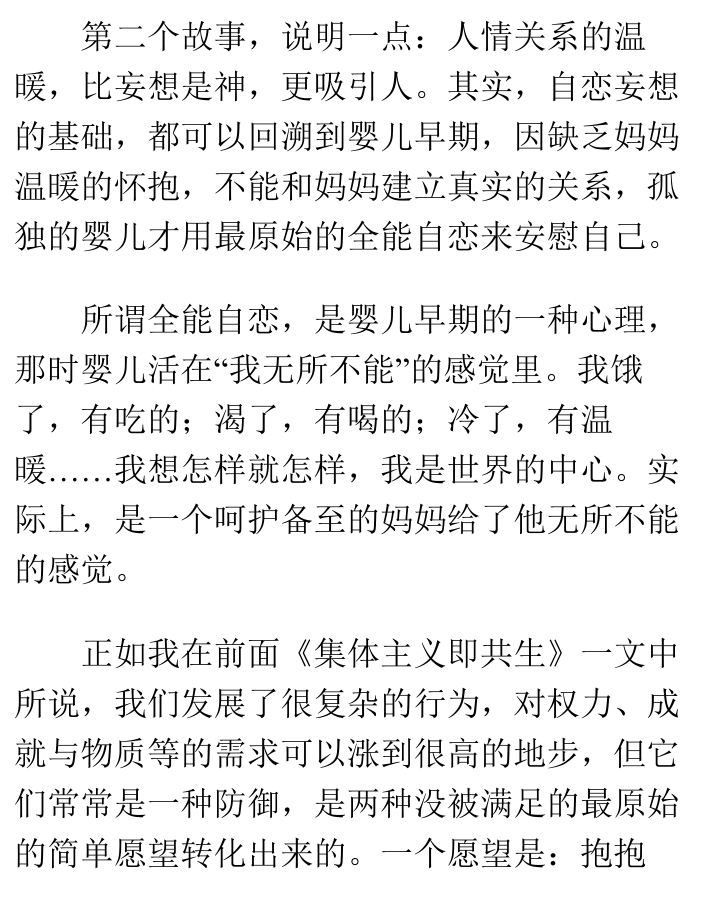 第二个故事，说明一点：人情关系的温
暖，比妄想是神，更吸引人。其实，自恋妄想
的基础，都可以回溯到婴儿早期，因缺乏妈妈
温暖的怀抱，不能和妈妈建立真实的关系，孤
独的婴儿才用最原始的全能自恋来安慰自己。
所谓全能自恋，是婴儿早期的一种心理，
那时婴儿活在“我无所不能”的感觉里。我饿
了，有吃的；渴了，有喝的；冷了，有温
暖……我想怎样就怎样，我是世界的中心。实
际上，是一个呵护备至的妈妈给了他无所不能
的感觉。
正如我在前面《集体主义即共生》一文中
所说，我们发展了很复杂的行为，对权力、成
就与物质等的需求可以涨到很高的地步，但它
们常常是一种防御，是两种没被满足的最原始
的简单愿望转化出来的。一个愿望是：抱抱